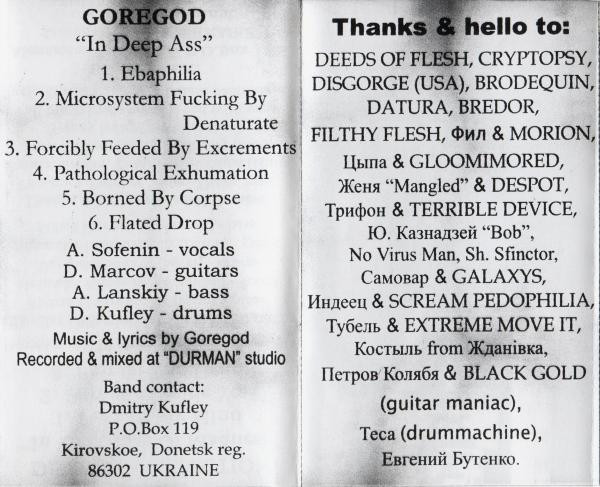 GOREGOD
“In Deep Ass”
1. Ebaphilia
2. Microsystem Fucking By
Denaturate
3. Forcibly Feeded By Excrements
4. Pathological Exhumation
5. Borned By Corpse
6. Flated Drop
A. Sofenin - vocals
D. Marcov - guitars
A. Lanskiy - bass
D. Kufley - drums
Music & lyrics by Goregod
Recorded & mixed at "DURMAN" studio
Band contact:
Dmitry Kufley
P.O.Box 119
Kirovskoe, Donetsk reg.
86302 UKRAINE
Thanks & hello to:
DEEDS OF FLESH, CRYPTOPSY,
DISGORGE (USA), BRODEQUIN,
DATURA, BREDOR,
FILTHY FLESH, Фил & MORION,
Цыпа & GLOOMIMORED,
Женя “Mangled” & DESPOT,
Трифон & TERRIBLE DEVICE,
Ю. Казнадзей “Bob”,
No Virus Man, Sh. Sfinctor,
Самовар & GALAXYS,
Индеец & SCREAM PEDOPHILIA,
Тубель & EXTREME MOVE IT,
Костыль from Жданівка,
Петров Колябя & BLACK GOLD
(guitar maniac),
Теса (drummachine),
Евгений Бутенко.